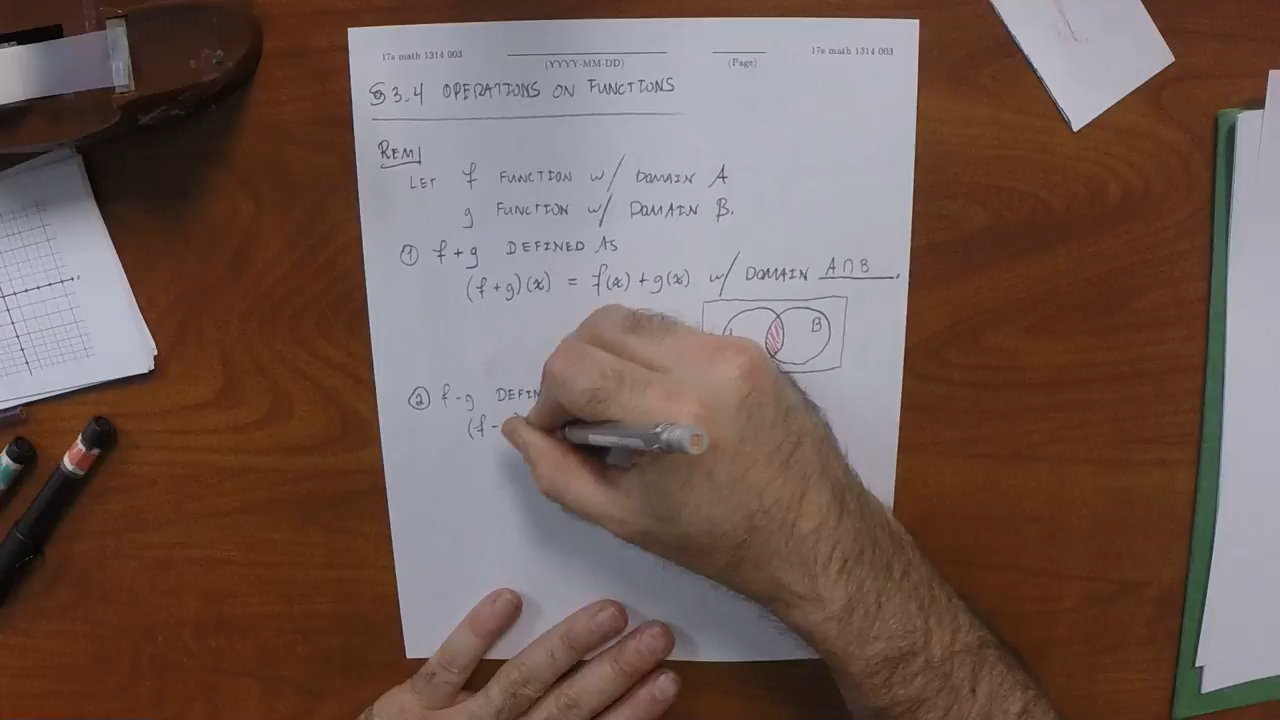 17s math 1314 003
(YYYY-MM-DD)
(Page)
17s math 1314 003
§ 3.4 OPERATIONS ON FUNCTIONS
REM
LET f FUNCTION W/ DOMAIN A
g FUNCTION W/ DOMAIN B.
① f + g DEFINED AS
(f + g)(x) = f(x) + g(x) W/ DOMAIN A∩B.
B
② f - g DEFIN
(f -